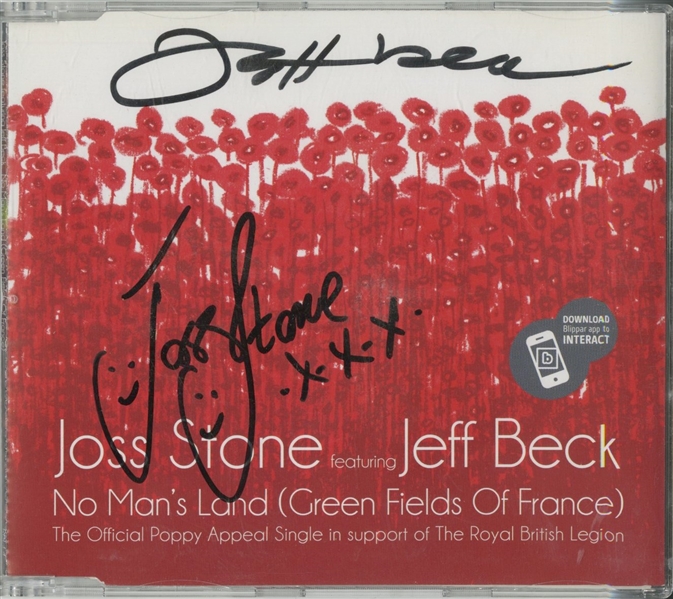 Jeff Beck
DOWNLOAD
Blippar app to
INTERACT
b
Joss Stone
.x.x.x.
Joss Stone featuring Jeff Beck
No Man's Land (Green Fields Of France)
The Official Poppy Appeal Single in support of The Royal British Legion